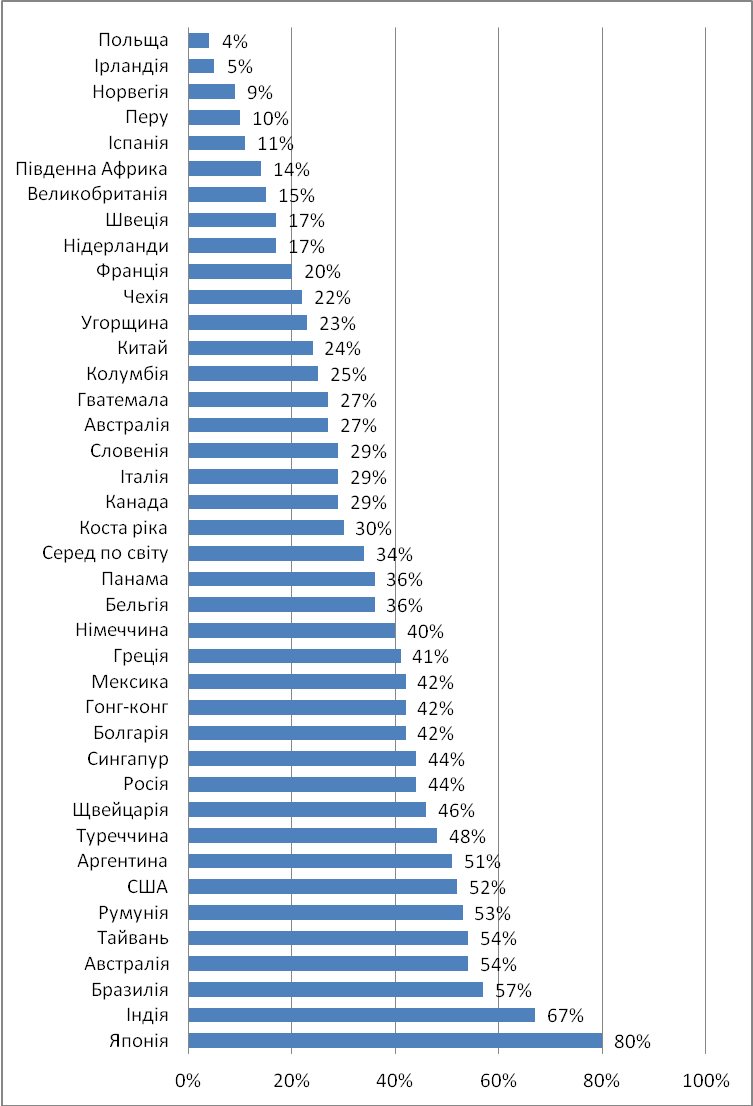 Польща 4%
Ірландія 5%
Норвегія 9%
Перу 10%
Іспанія 11%
Південна Африка 14%
Великобританія 15%
Швеція 17%
Нідерланди 17%
Франція 20%
Чехія 22%
Угорщина 23%
Китай 24%
Колумбія 25%
Гватемала 27%
Австралія 27%
Словенія 29%
Італія 29%
Канада 29%
Коста ріка 30%
Серед по світу 34%
Панама 36%
Бельгія 36%
Німеччина 40%
Греція 41%
Мексика 42%
Гонг-конг 42%
Болгарія 42%
Сингапур 44%
Росія 44%
Щвейцарія 46%
Туреччина 48%
Аргентина 51%
США 52%
Румунія 53%
Тайвань 54%
Австралія 54%
Бразилія 57%
Індія 67%
Японія 80%
0% 20% 40% 60% 80% 100%